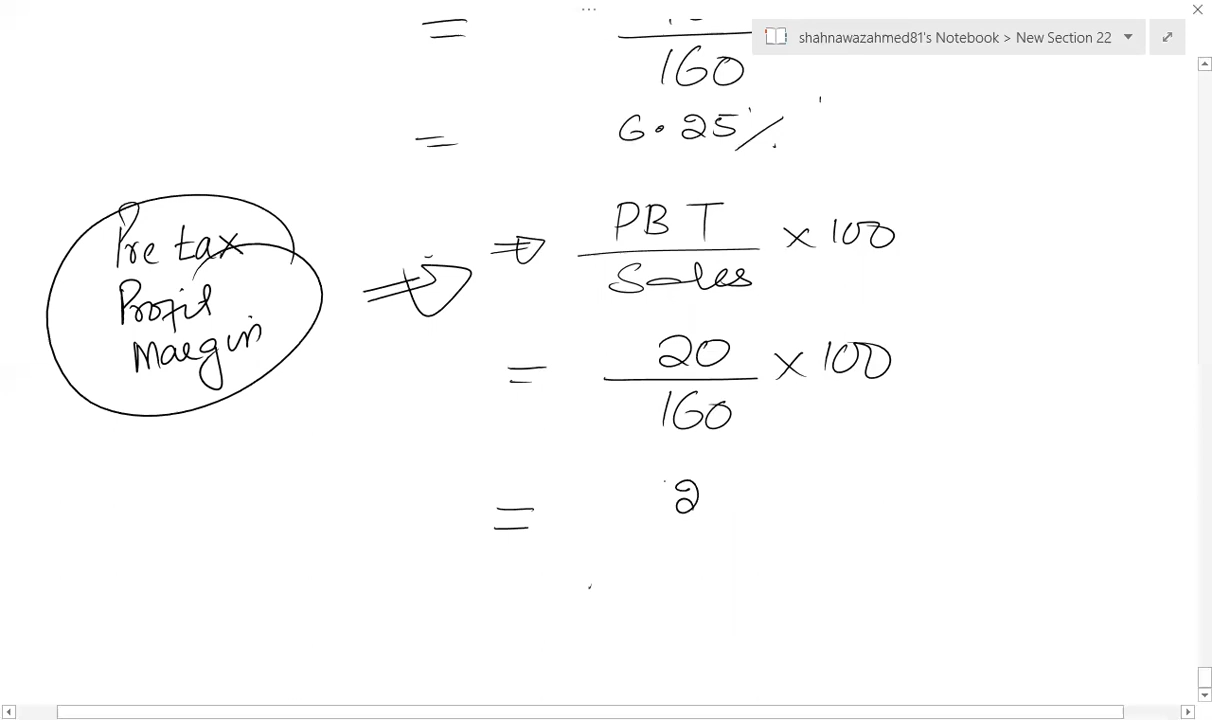 shahnawazahmed81's Notebook > New Section 22
=
160
= 6.25%
Pre tax
Profit
Margin
⇒ ⇒ PBT
Sales
× 100
= 20
160
× 100
= 2